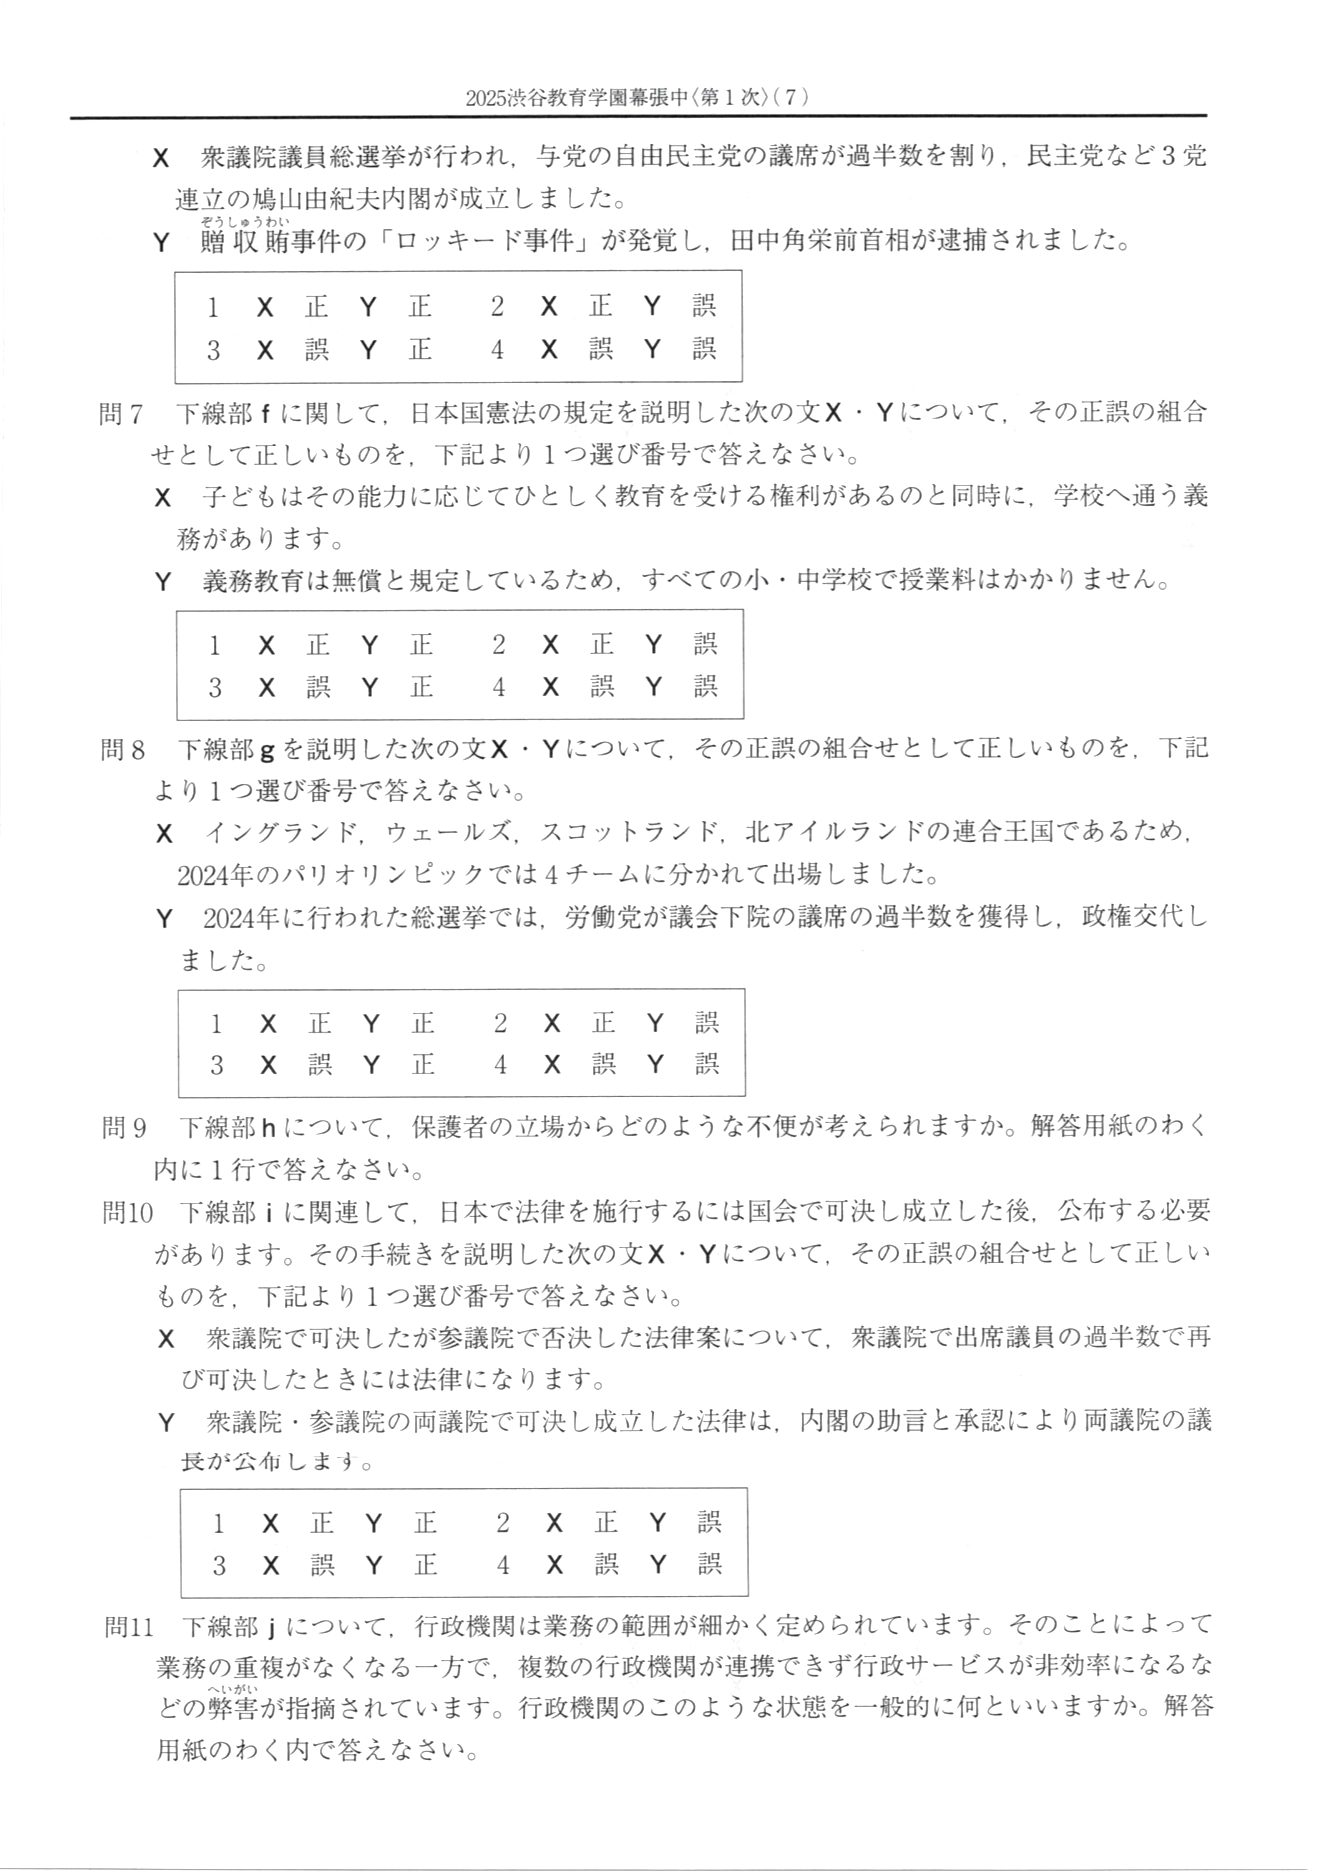 2025渋谷教育学園幕張中〈第1次〉(7)
X 衆議院議員総選挙が行われ，与党の自由民主党の議席が過半数を割り，民主党など3党
連立の鳩山由紀夫内閣が成立しました。
Y 贈収賄事件の「ロッキード事件」が発覚し，田中角栄前首相が逮捕されました。
ぞうしゅうわい
1 X 正 Y 正 2 X 正 Y 誤
3 X 誤 Y 正 4 X 誤 Y 誤
問7 下線部fに関して，日本国憲法の規定を説明した次の文X・Yについて，その正誤の組合
せとして正しいものを，下記より1つ選び番号で答えなさい。
X 子どもはその能力に応じてひとしく教育を受ける権利があるのと同時に，学校へ通う義
務があります。
Y 義務教育は無償と規定しているため，すべての小・中学校で授業料はかかりません。
1 X 正 Y 正 2 X 正 Y 誤
3 X 誤 Y 正 4 X 誤 Y 誤
問8 下線部gを説明した次の文X・Yについて，その正誤の組合せとして正しいものを，下記
より1つ選び番号で答えなさい。
X イングランド，ウェールズ，スコットランド，北アイルランドの連合王国であるため，
2024年のパリオリンピックでは4チームに分かれて出場しました。
Y 2024年に行われた総選挙では，労働党が議会下院の議席の過半数を獲得し，政権交代し
ました。
1 X 正 Y 正 2 X 正 Y 誤
3 X 誤 Y 正 4 X 誤 Y 誤
問9 下線部hについて，保護者の立場からどのような不便が考えられますか。解答用紙のわく
内に1行で答えなさい。
問10 下線部iに関連して，日本で法律を施行するには国会で可決し成立した後，公布する必要
があります。その手続きを説明した次の文X・Yについて，その正誤の組合せとして正しい
ものを，下記より1つ選び番号で答えなさい。
X 衆議院で可決したが参議院で否決した法律案について，衆議院で出席議員の過半数で再
び可決したときには法律になります。
Y 衆議院・参議院の両議院で可決し成立した法律は，内閣の助言と承認により両議院の議
長が公布します。
1 X 正 Y 正 2 X 正 Y 誤
3 X 誤 Y 正 4 X 誤 Y 誤
問11 下線部jについて，行政機関は業務の範囲が細かく定められています。そのことによって
業務の重複がなくなる一方で，複数の行政機関が連携できず行政サービスが非効率になるな
どの弊害が指摘されています。行政機関のこのような状態を一般的に何といいますか。解答
へいがい
用紙のわく内で答えなさい。